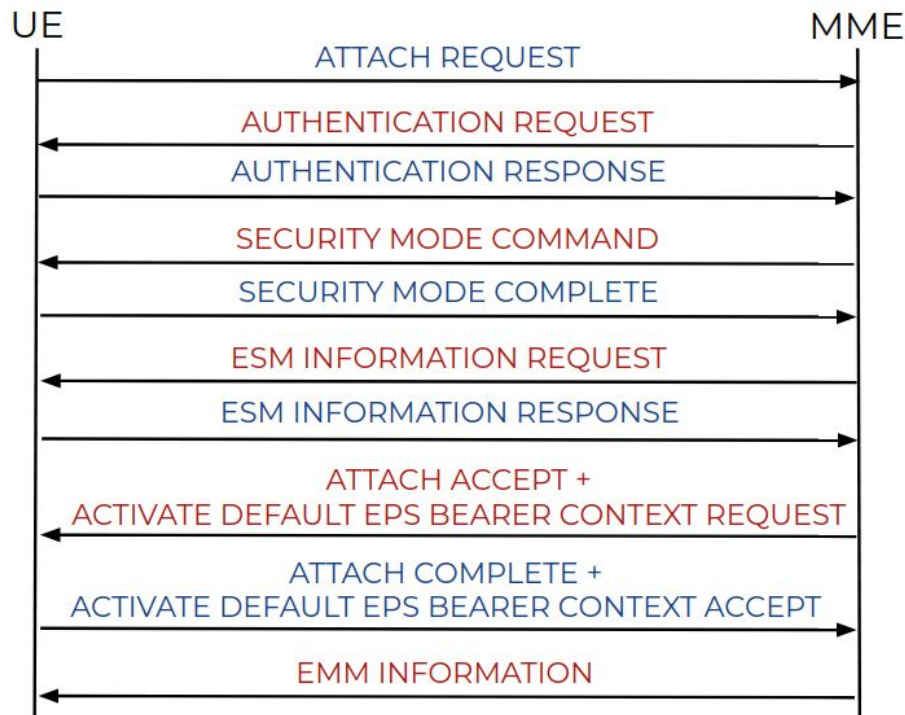 UE
MME
ATTACH REQUEST
AUTHENTICATION REQUEST
AUTHENTICATION RESPONSE
SECURITY MODE COMMAND
SECURITY MODE COMPLETE
ESM INFORMATION REQUEST
ESM INFORMATION RESPONSE
ATTACH ACCEPT +
ACTIVATE DEFAULT EPS BEARER CONTEXT REQUEST
ATTACH COMPLETE +
ACTIVATE DEFAULT EPS BEARER CONTEXT ACCEPT
EMM INFORMATION